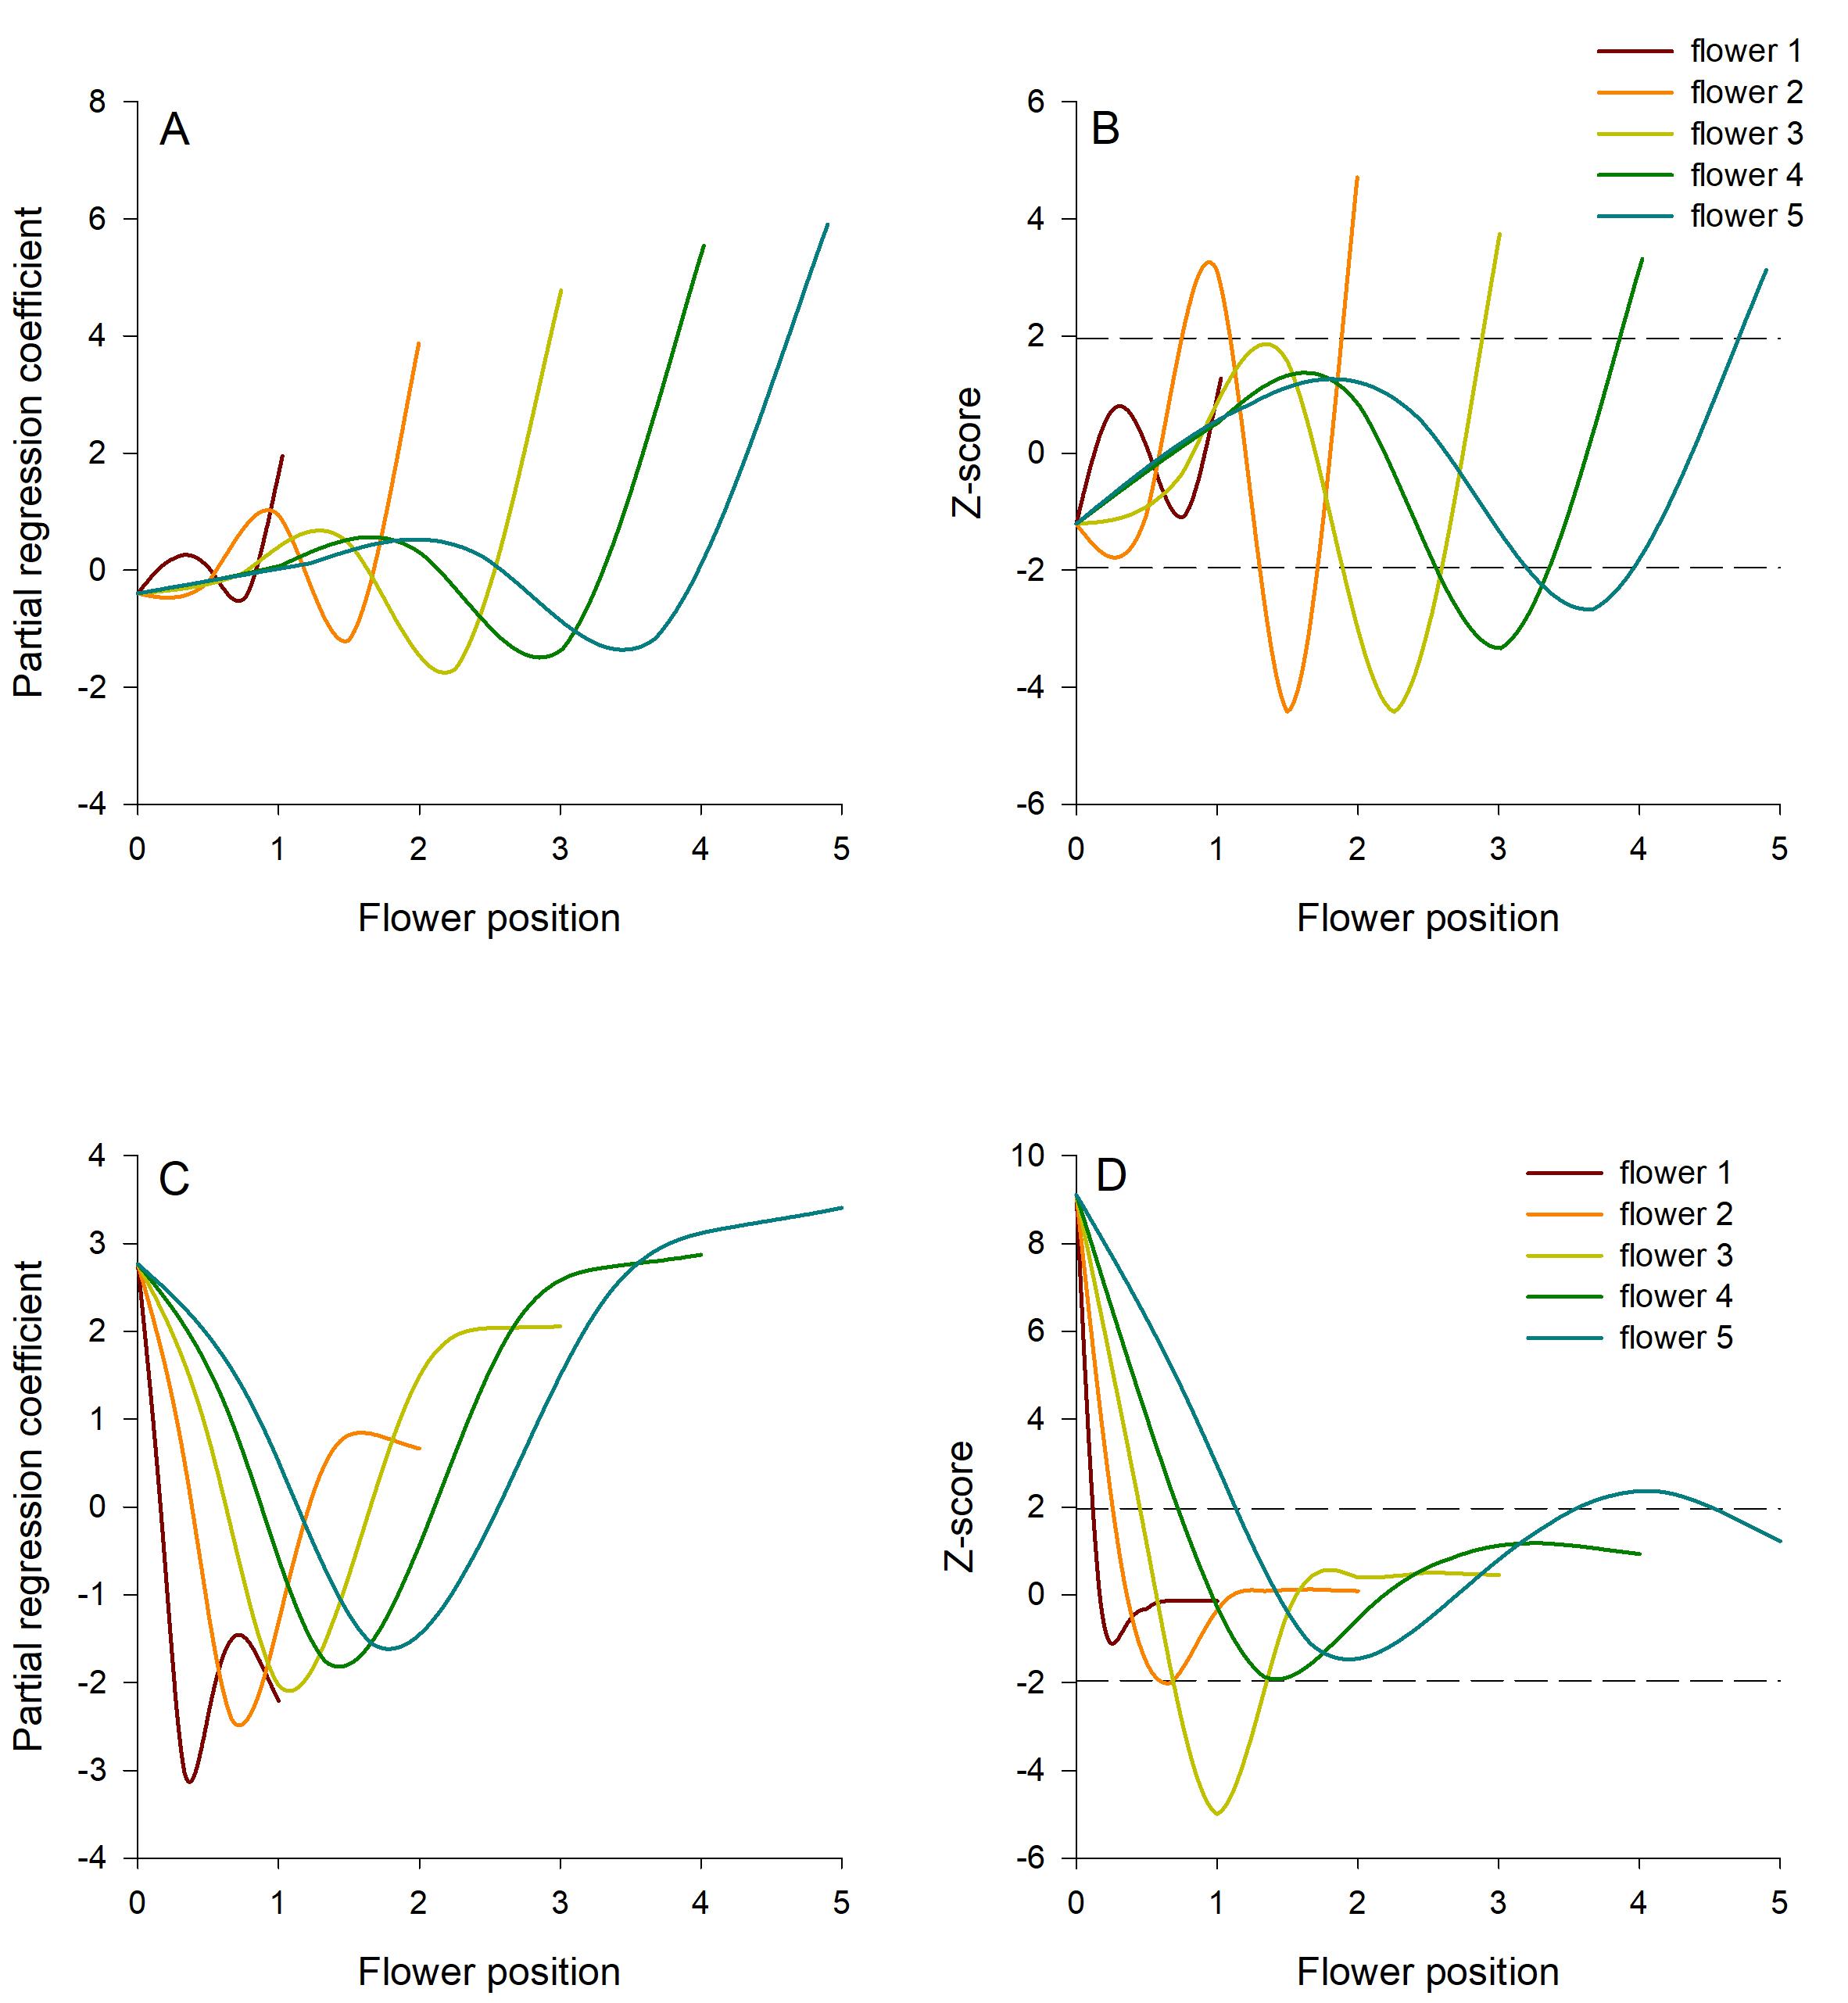 flower 1
flower 2
flower 3
flower 4
flower 5
A
8
6
4
2
0
-2
-4
Partial regression coefficient
0 1 2 3 4 5
Flower position
B
6
4
2
0
-2
-4
-6
Z-score
0 1 2 3 4 5
Flower position
C
4
3
2
1
0
-1
-2
-3
-4
Partial regression coefficient
0 1 2 3 4 5
Flower position
D
10
8
6
4
2
0
-2
-4
-6
Z-score
flower 1
flower 2
flower 3
flower 4
flower 5
0 1 2 3 4 5
Flower position